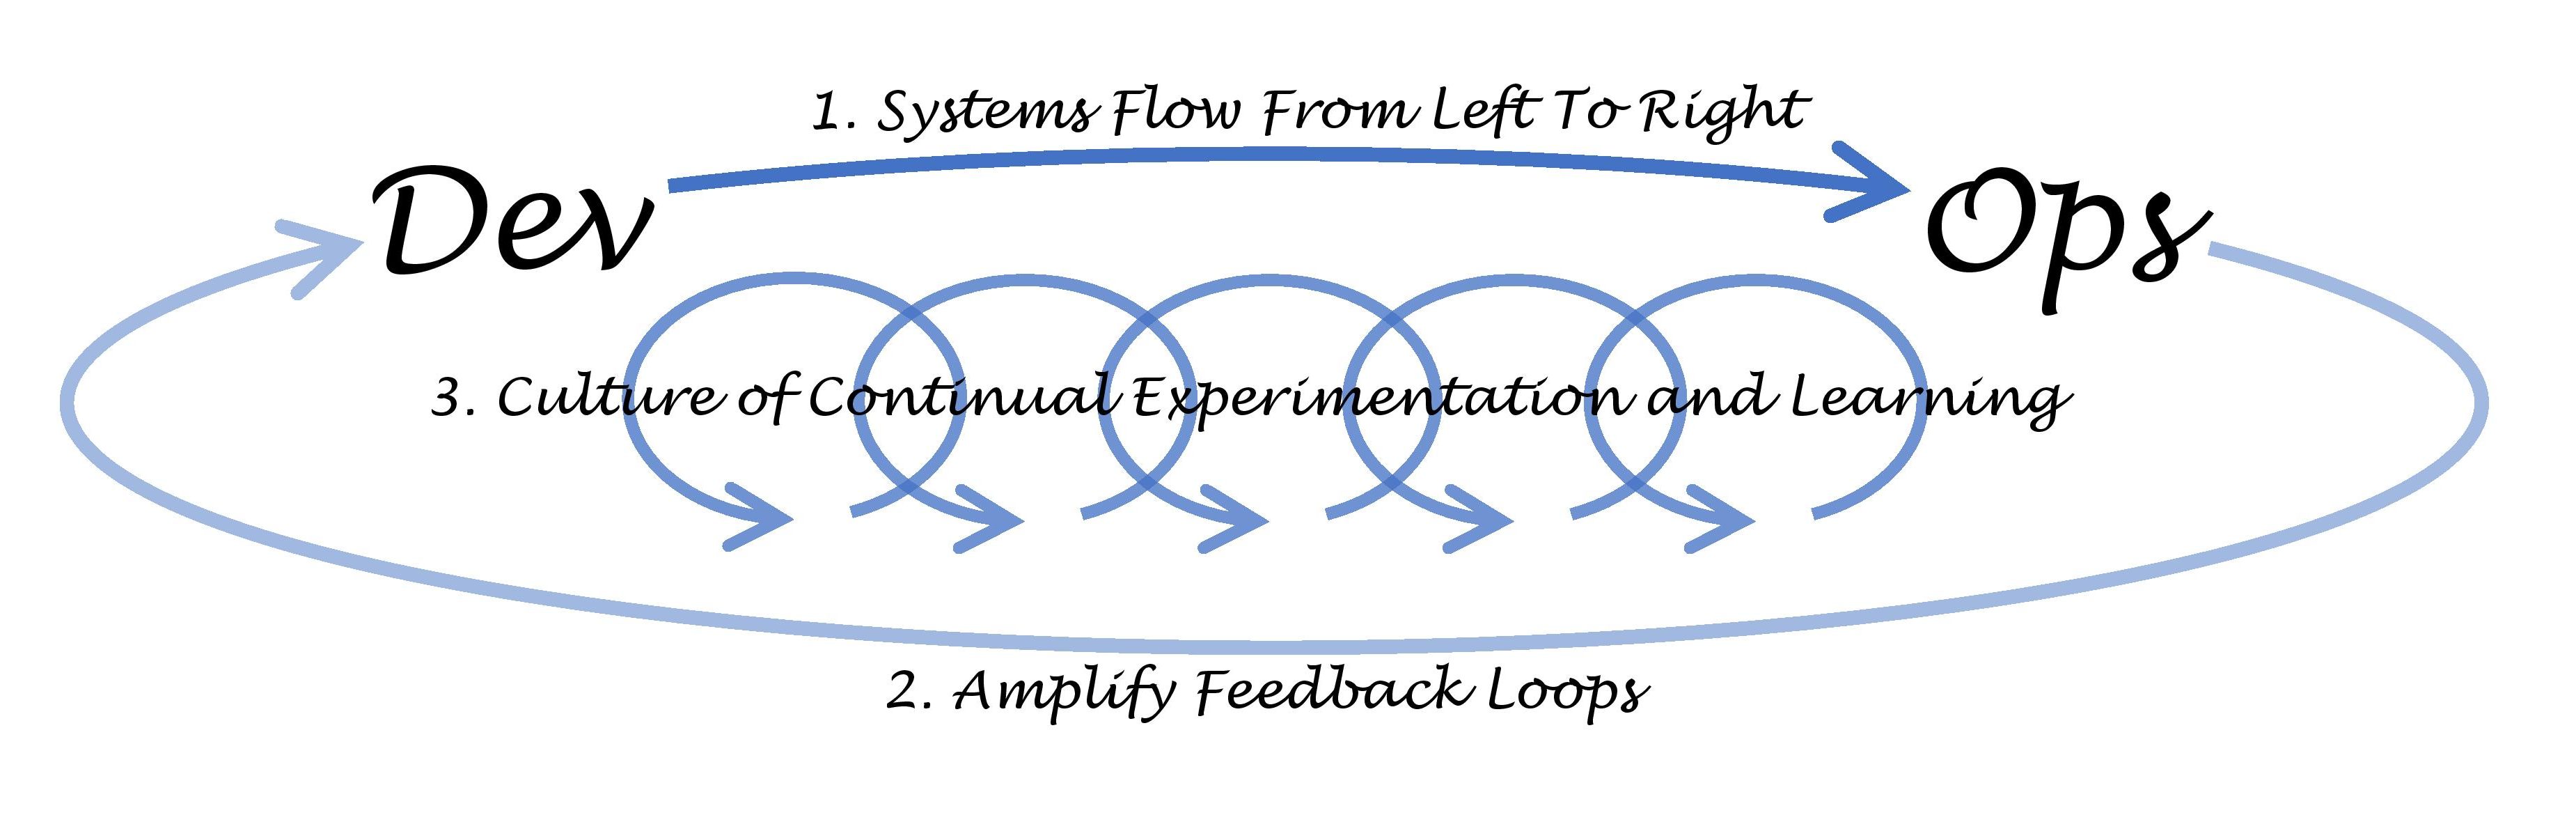 1. Systems Flow From Left To Right
Dev
Ops
3. Culture of Continual Experimentation and Learning
2. Amplify Feedback Loops